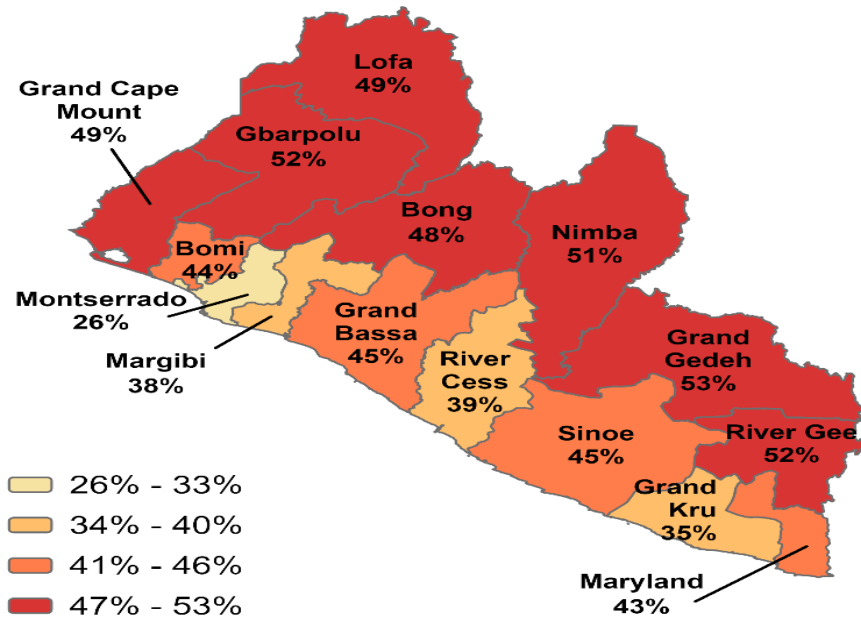 Lofa
49%
Grand Cape
Mount
49%
Gbarpolu
52%
Bong
48%
Nimba
51%
Bomi
44%
Montserrado
26%
Margibi
38%
Grand
Bassa
45%
River
Cess
39%
Grand
Gedeh
53%
River Gee
52%
Sinoe
45%
Grand
Kru
35%
Maryland
43%
26% - 33%
34% - 40%
41% - 46%
47% - 53%